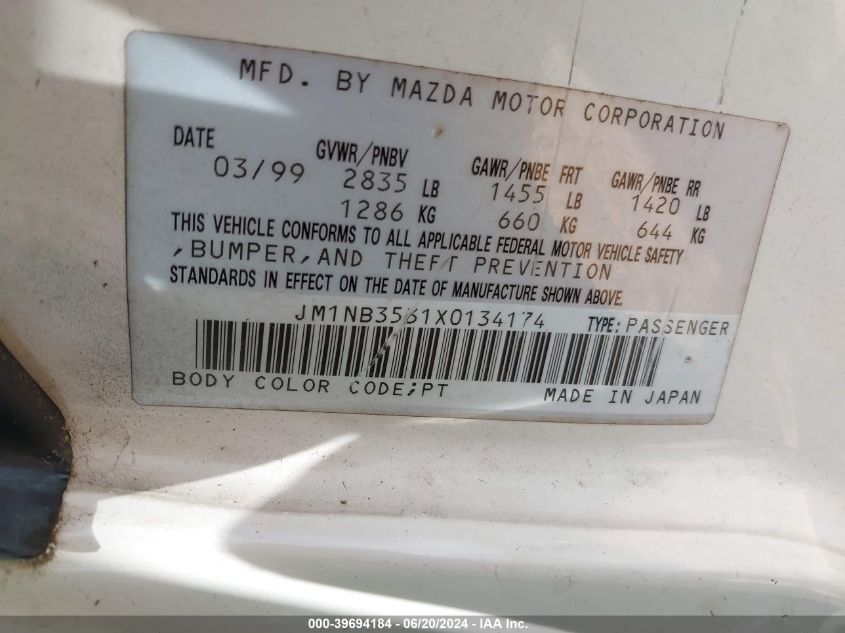 MFD. BY MAZDA MOTOR CORPORATION
DATE GVWR/PNBV GAWR/PNBE FRT GAWR/PNBE RR
03/99 2835 LB 1455 LB 1420 LB
1286 KG 660 KG 644 KG
THIS VEHICLE CONFORMS TO ALL APPLICABLE FEDERAL MOTOR VEHICLE SAFETY
,BUMPER,AND THEFT PREVENTION
STANDARDS IN EFFECT ON THE DATE OF MANUFACTURE SHOWN ABOVE.
JM1NB3531X0134174 TYPE: PASSENGER
BODY COLOR CODE;PT MADE IN JAPAN
000-39694184 - 06/20/2024 - IAA Inc.